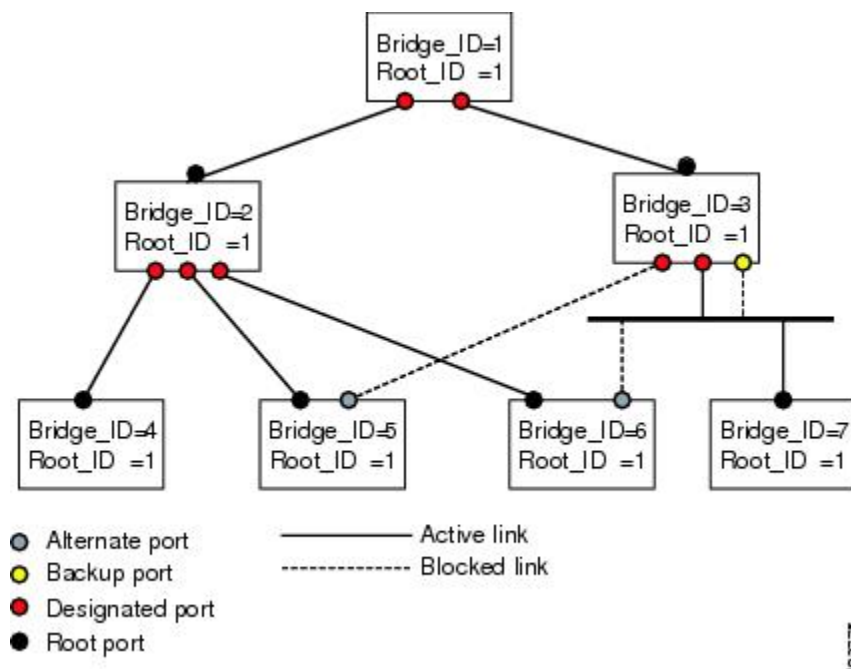 Bridge_ID=1
Root_ID =1
Bridge_ID=2
Root_ID =1
Bridge_ID=3
Root_ID =1
Bridge_ID=4
Root_ID =1
Bridge_ID=5
Root_ID =1
Bridge_ID=6
Root_ID =1
Bridge_ID=7
Root_ID =1
Alternate port
Backup port
Designated port
Root port
Active link
Blocked link